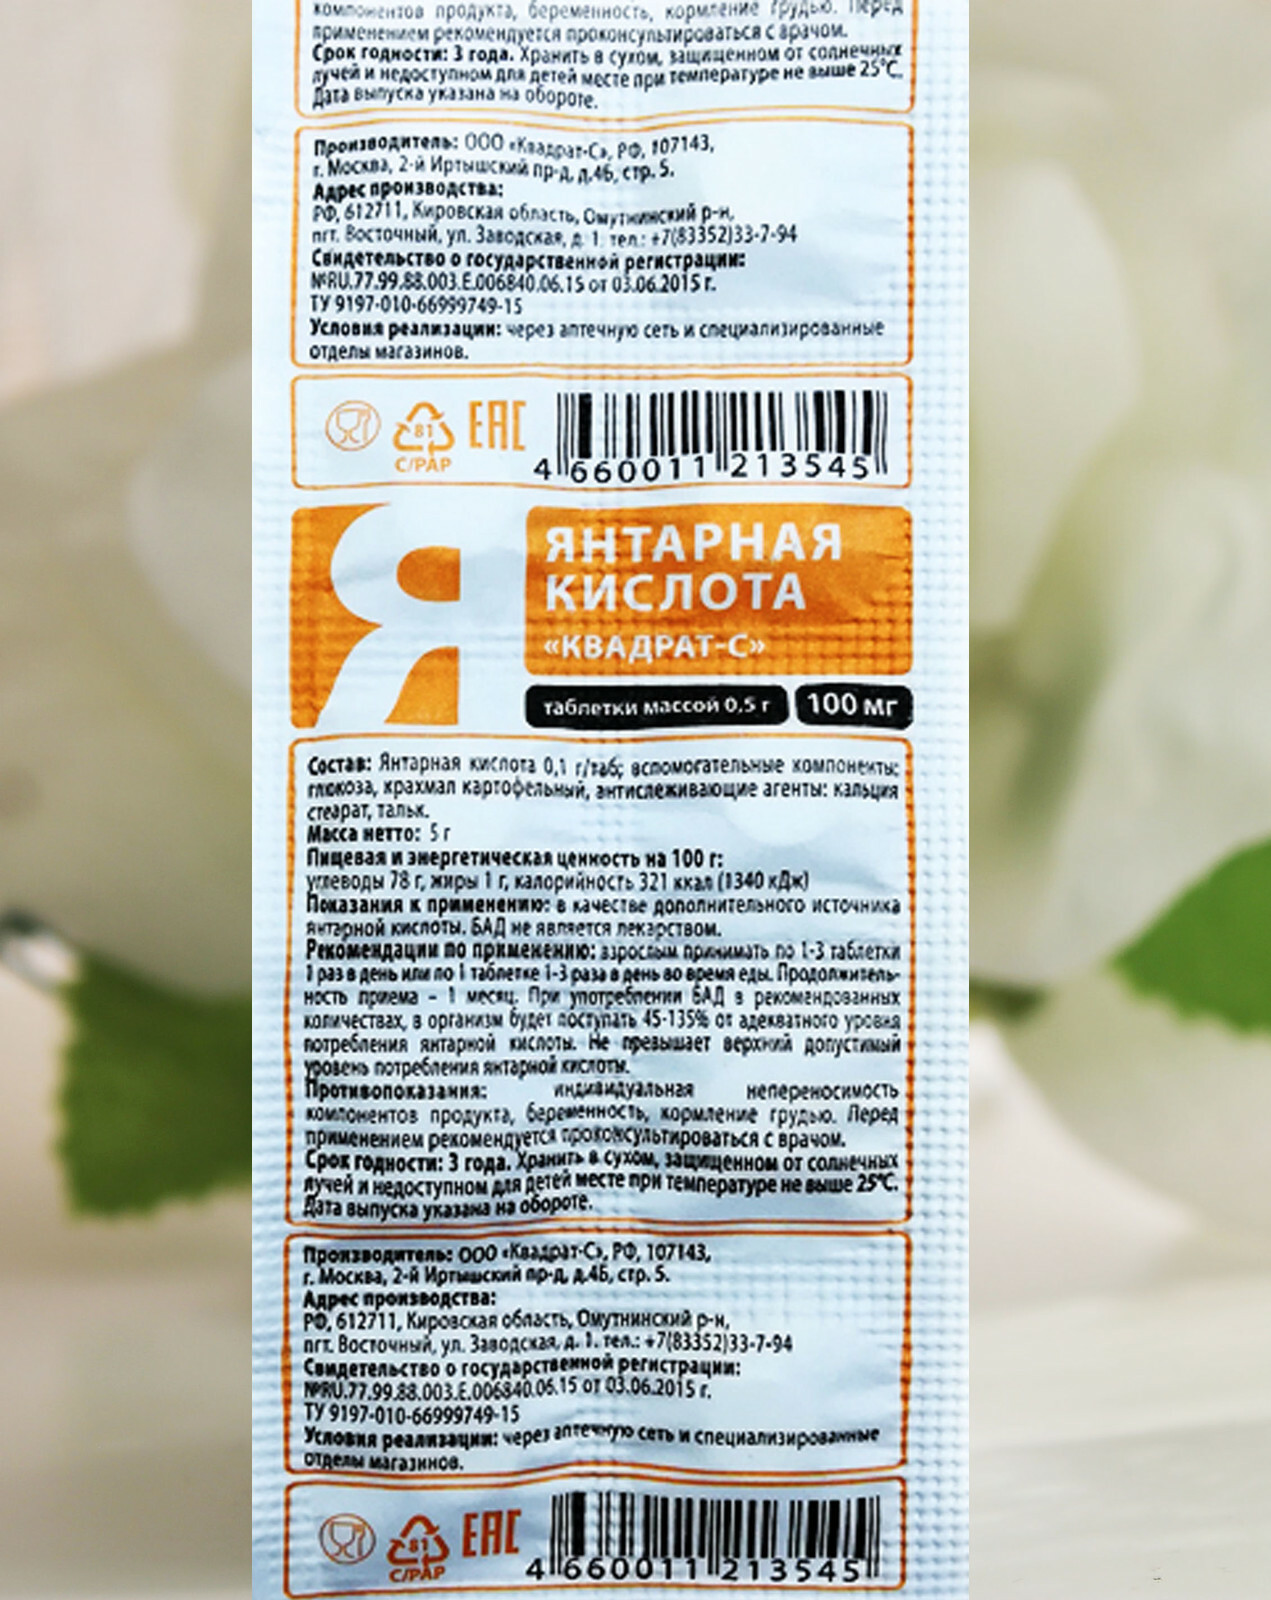 компонентов продукта, беременность, кормление грудью. Перед
применением рекомендуется проконсультироваться с врачом.
Срок годности: 3 года. Хранить в сухом, защищенном от солнечных
лучей и недоступном для детей месте при температуре не выше 25°С.
Дата выпуска указана на обороте.
Производитель: ООО «Квадрат-С», РФ, 107143,
г. Москва, 2-й Иртышский пр-д, д.4Б, стр. 5.
Адрес производства:
РФ, 612711, Кировская область, Омутнинский р-н,
пгт. Восточный, ул. Заводская, д. 1. тел.: +7(83352)33-7-94
Свидетельство о государственной регистрации:
№RU.77.99.88.003.Е.006840.06.15 от 03.06.2015 г.
ТУ 9197-010-66999749-15
Условия реализации: через аптечную сеть и специализированные
отделы магазинов.
81
C/PAP
ЕАС
4 660011 213545
Я
ЯНТАРНАЯ
КИСЛОТА
«КВАДРАТ-С»
таблетки массой 0,5 г
100 мг
Состав: Янтарная кислота 0,1 г/таб; вспомогательные компоненты:
глюкоза, крахмал картофельный, антислеживающие агенты: кальция
стеарат, тальк.
Масса нетто: 5 г
Пищевая и энергетическая ценность на 100 г:
углеводы 78 г, жиры 1 г, калорийность 321 ккал (1340 кДж)
Показания к применению: в качестве дополнительного источника
янтарной кислоты. БАД не является лекарством.
Рекомендации по применению: взрослым принимать по 1-3 таблетки
1 раз в день или по 1 таблетке 1-3 раза в день во время еды. Продолжитель-
ность приема – 1 месяц. При употреблении БАД в рекомендованных
количествах, в организм будет поступать 45-135% от адекватного уровня
потребления янтарной кислоты. Не превышает верхний допустимый
уровень потребления янтарной кислоты.
Противопоказания: индивидуальная непереносимость
компонентов продукта, беременность, кормление грудью. Перед
применением рекомендуется проконсультироваться с врачом.
Срок годности: 3 года. Хранить в сухом, защищенном от солнечных
лучей и недоступном для детей месте при температуре не выше 25°С.
Дата выпуска указана на обороте.
Производитель: ООО «Квадрат-С», РФ, 107143,
г. Москва, 2-й Иртышский пр-д, д.4Б, стр. 5.
Адрес производства:
РФ, 612711, Кировская область, Омутнинский р-н,
пгт. Восточный, ул. Заводская, д. 1. тел.: +7(83352)33-7-94
Свидетельство о государственной регистрации:
№RU.77.99.88.003.Е.006840.06.15 от 03.06.2015 г.
ТУ 9197-010-66999749-15
Условия реализации: через аптечную сеть и специализированные
отделы магазинов.
81
C/PAP
ЕАС
4 660011 213545